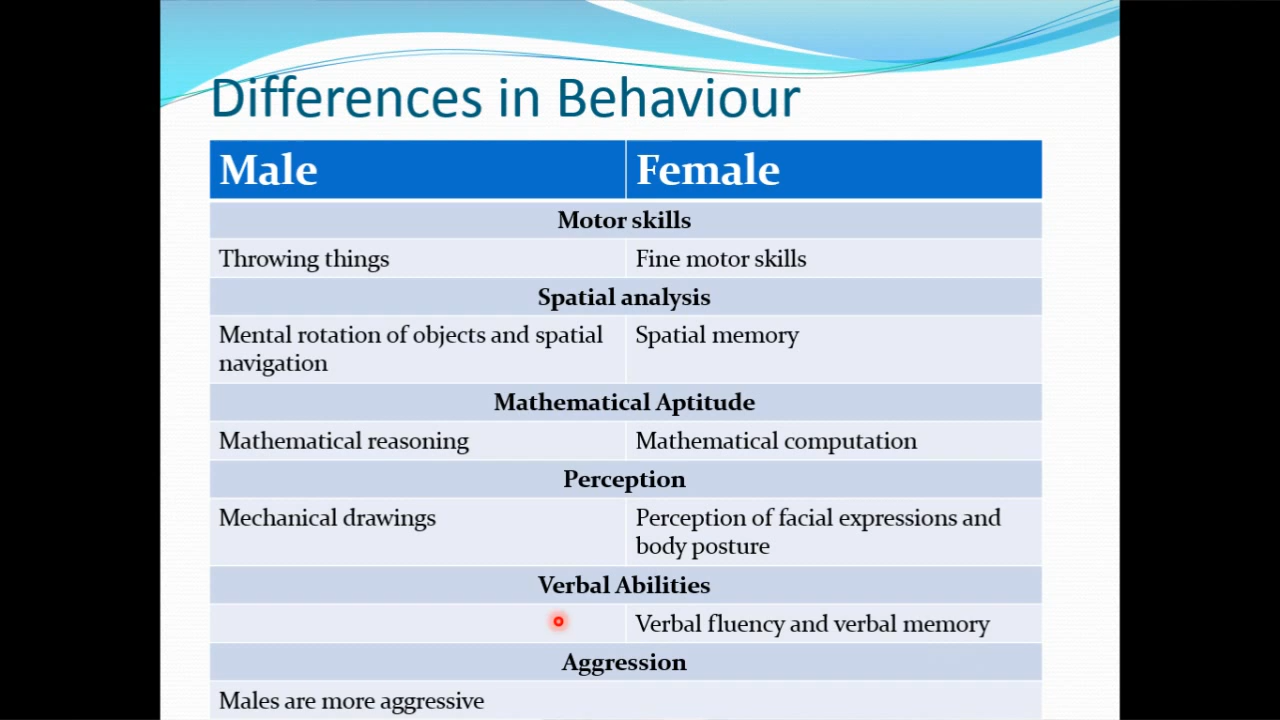 Differences in Behaviour
Male
Female
Motor skills
Throwing things
Fine motor skills
Spatial analysis
Mental rotation of objects and spatial
navigation
Spatial memory
Mathematical Aptitude
Mathematical reasoning
Mathematical computation
Perception
Mechanical drawings
Perception of facial expressions and
body posture
Verbal Abilities
Verbal fluency and verbal memory
Aggression
Males are more aggressive